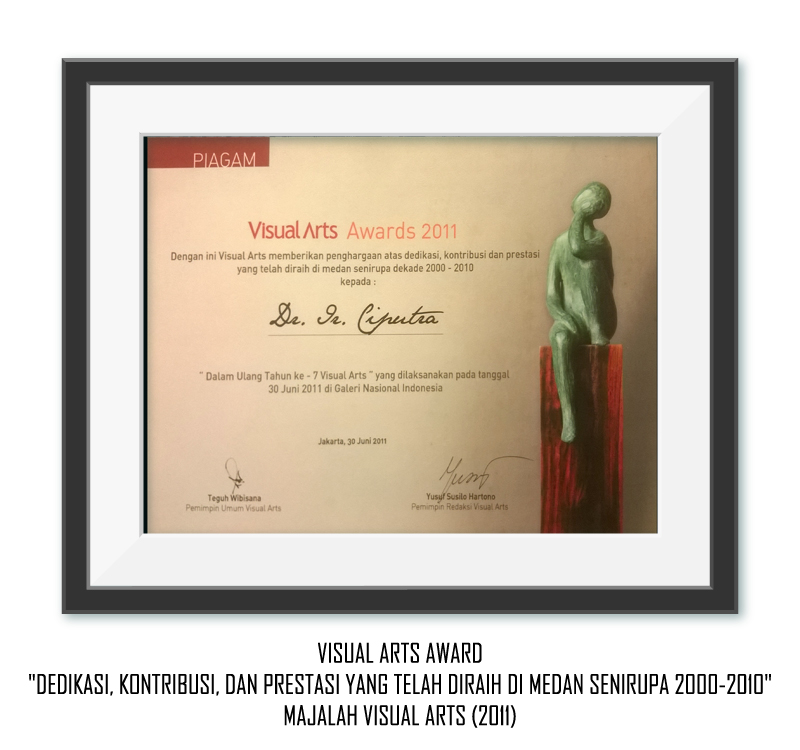 PIAGAM
Visual Arts Awards 2011
Dengan ini Visual Arts memberikan penghargaan atas dedikasi, kontribusi dan prestasi
yang telah diraih di medan senirupa dekade 2000 - 2010
kepada :
Dr. Ir. Ciputra
" Dalam Ulang Tahun ke - 7 Visual Arts " yang dilaksanakan pada tanggal
30 Juni 2011 di Galeri Nasional Indonesia
Jakarta, 30 Juni 2011
Teguh Wibisana
Pemimpin Umum Visual Arts
Yusuf Susilo Hartono
Pemimpin Redaksi Visual Arts
VISUAL ARTS AWARD
"DEDIKASI, KONTRIBUSI, DAN PRESTASI YANG TELAH DIRAIH DI MEDAN SENIRUPA 2000-2010"
MAJALAH VISUAL ARTS (2011)